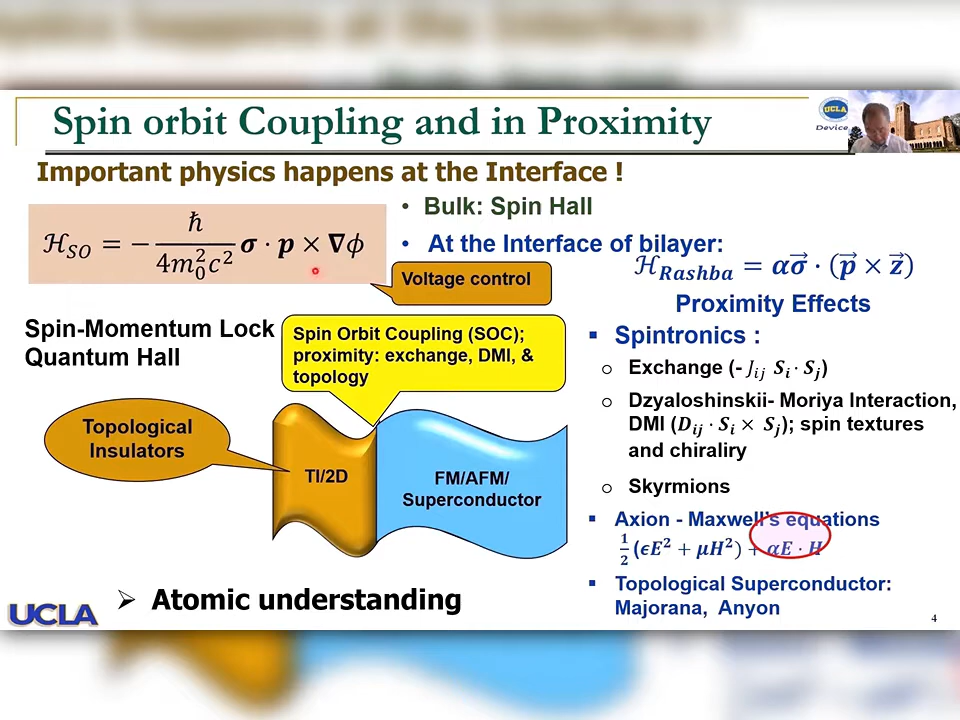 Spin orbit Coupling and in Proximity
UCLA
Device
Important physics happens at the Interface !
• Bulk: Spin Hall
ℋ_SO = − ħ / 4m₀²c² σ · p × ∇ϕ
• At the Interface of bilayer:
ℋ_Rashba = ασ⃗ · (p⃗ × z⃗)
Voltage control
Proximity Effects
Spin-Momentum Lock
Quantum Hall
Spin Orbit Coupling (SOC);
proximity: exchange, DMI, &
topology
▪ Spintronics :
o Exchange (- J_ij S_i · S_j)
o Dzyaloshinskii- Moriya Interaction,
DMI (D_ij · S_i × S_j); spin textures
and chiraliry
o Skyrmions
Topological
Insulators
TI/2D
FM/AFM/
Superconductor
▪ Axion - Maxwell's equations
1/2 (ϵE² + μH²) + αE · H
▪ Topological Superconductor:
Majorana, Anyon
➢ Atomic understanding
UCLA
4